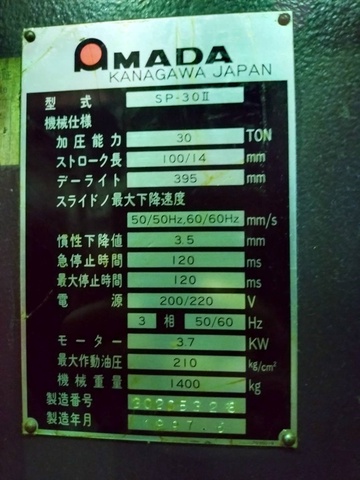 AMADA
KANAGAWA JAPAN
型式 SP-30Ⅱ
機械仕様
加圧能力 30 TON
ストローク長 100/14 mm
デーライト 395 mm
スライドノ最大下降速度
50/50Hz,60/60Hz mm/s
慣性下降値 3.5 mm
急停止時間 120 ms
最大停止時間 120 ms
電源 200/220 V
3 相 50/60 Hz
モーター 3.7 KW
最大作動油圧 210 kg/cm²
機械重量 1400 kg
製造番号
製造年月